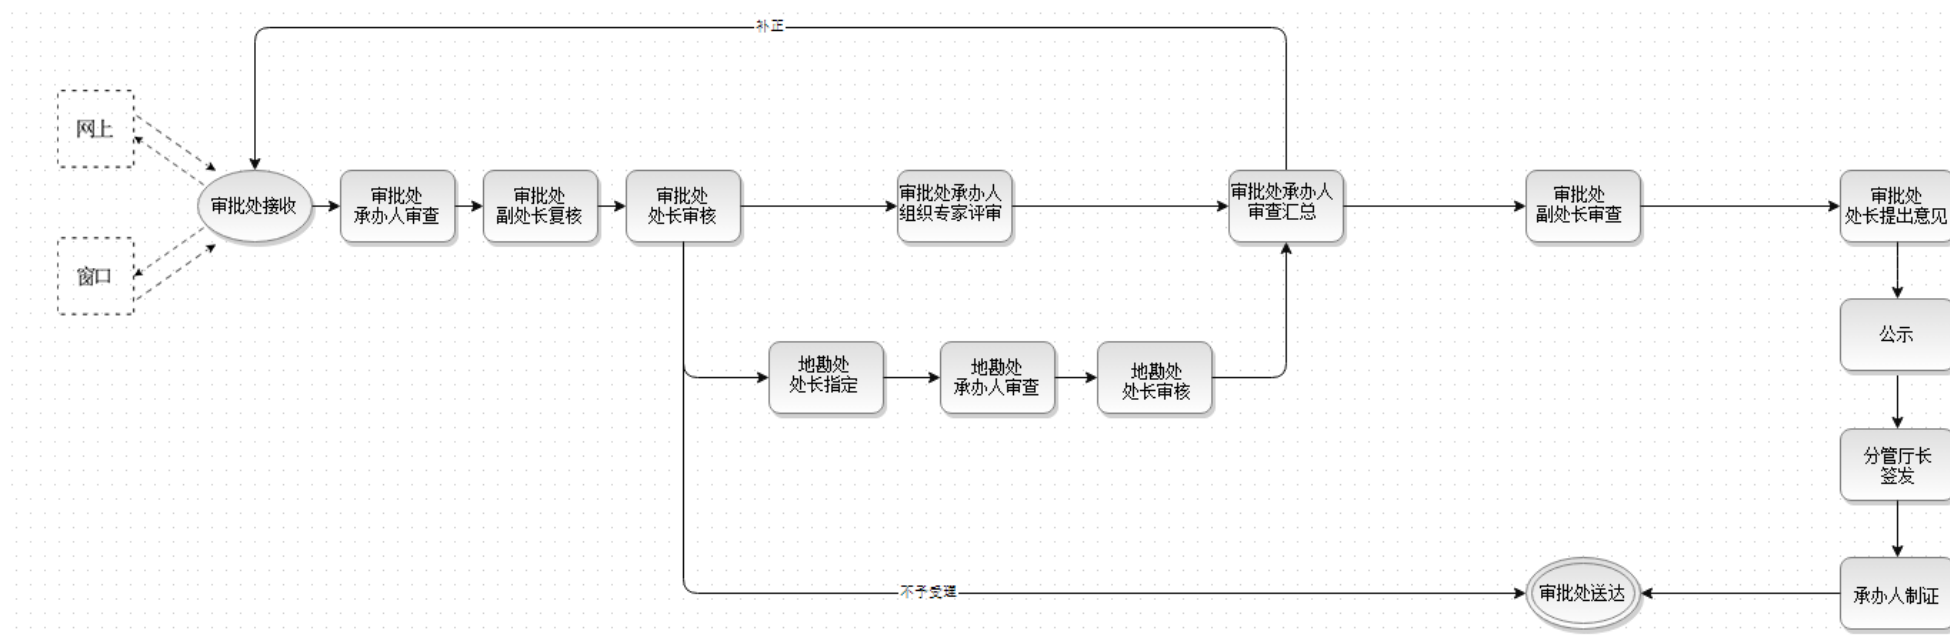 补正
网上
审批处接收
审批处
承办人审查
审批处
副处长复核
审批处
处长审核
审批处承办人
组织专家评审
审批处承办人
审查汇总
审批处
副处长审查
审批处
处长提出意见
窗口
公示
地勘处
处长指定
地勘处
承办人审查
地勘处
处长审核
分管厅长
签发
不予受理
审批处送达
承办人制证